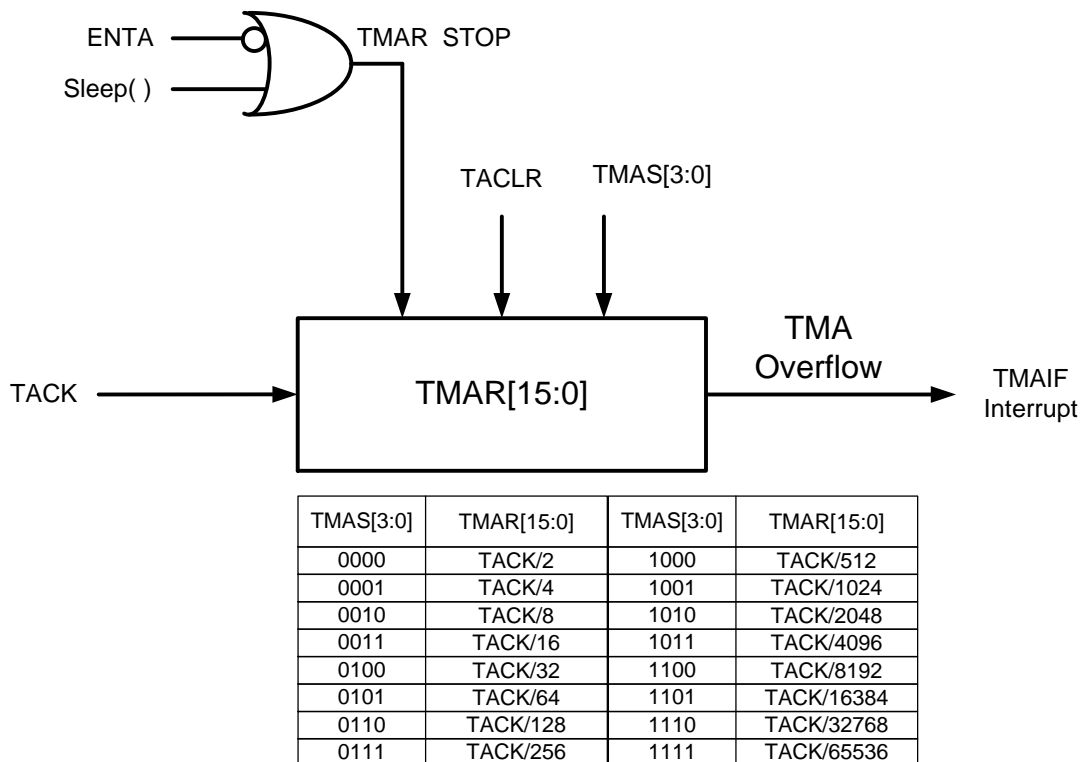 ENTA
TMAR STOP
Sleep( )
TACLR
TMAS[3:0]
TMA
Overflow
TACK
TMAR[15:0]
TMAIF
Interrupt
TMAS[3:0] TMAR[15:0] TMAS[3:0] TMAR[15:0]
0000 TACK/2 1000 TACK/512
0001 TACK/4 1001 TACK/1024
0010 TACK/8 1010 TACK/2048
0011 TACK/16 1011 TACK/4096
0100 TACK/32 1100 TACK/8192
0101 TACK/64 1101 TACK/16384
0110 TACK/128 1110 TACK/32768
0111 TACK/256 1111 TACK/65536